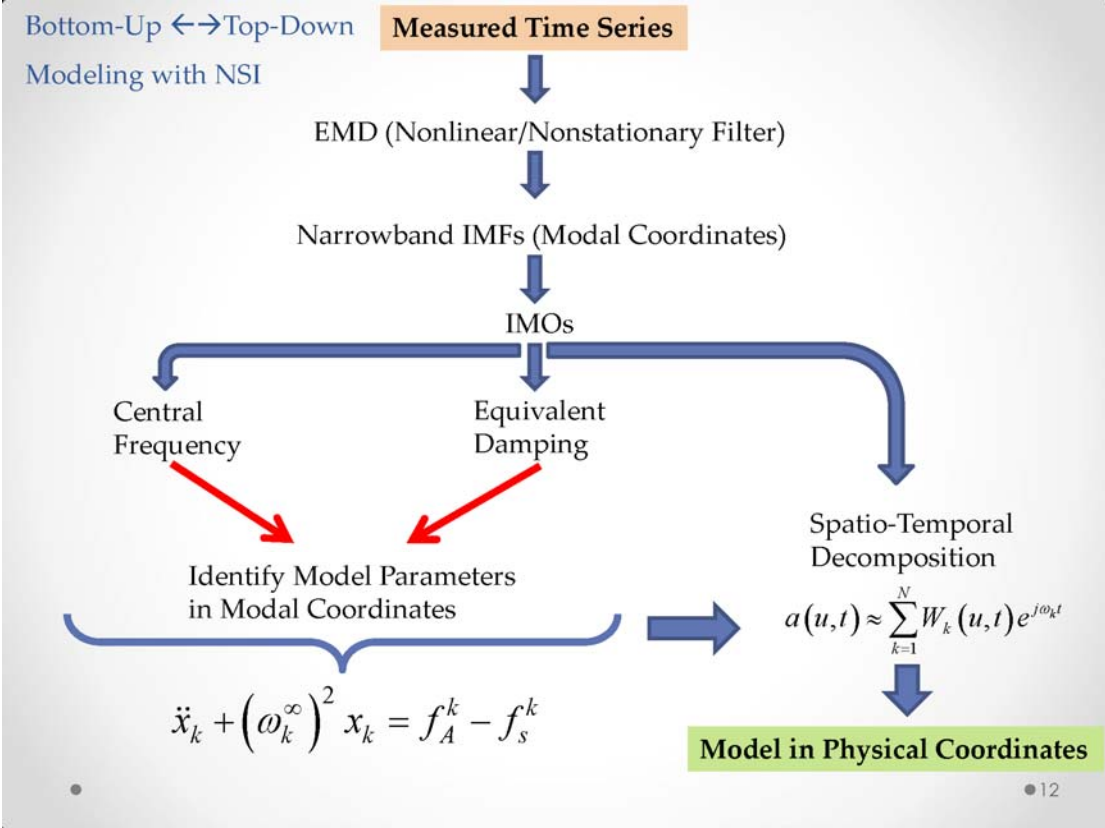 Bottom-Up ←→Top-Down
Modeling with NSI
Measured Time Series
EMD (Nonlinear/Nonstationary Filter)
Narrowband IMFs (Modal Coordinates)
IMOs
Central
Frequency
Equivalent
Damping
Identify Model Parameters
in Modal Coordinates
ẍ_k + (ω_k^∞)^2 x_k = f_A^k − f_s^k
Spatio-Temporal
Decomposition
a(u,t) ≈ ∑_{k=1}^{N} W_k(u,t) e^{jω_k t}
Model in Physical Coordinates
12